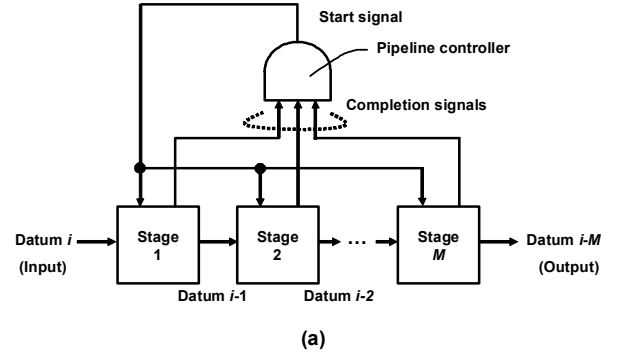 Start signal
Pipeline controller
Completion signals
Datum i
(Input)
Stage
1
Stage
2
...
Stage
M
Datum i-M
(Output)
Datum i-1
Datum i-2
(a)